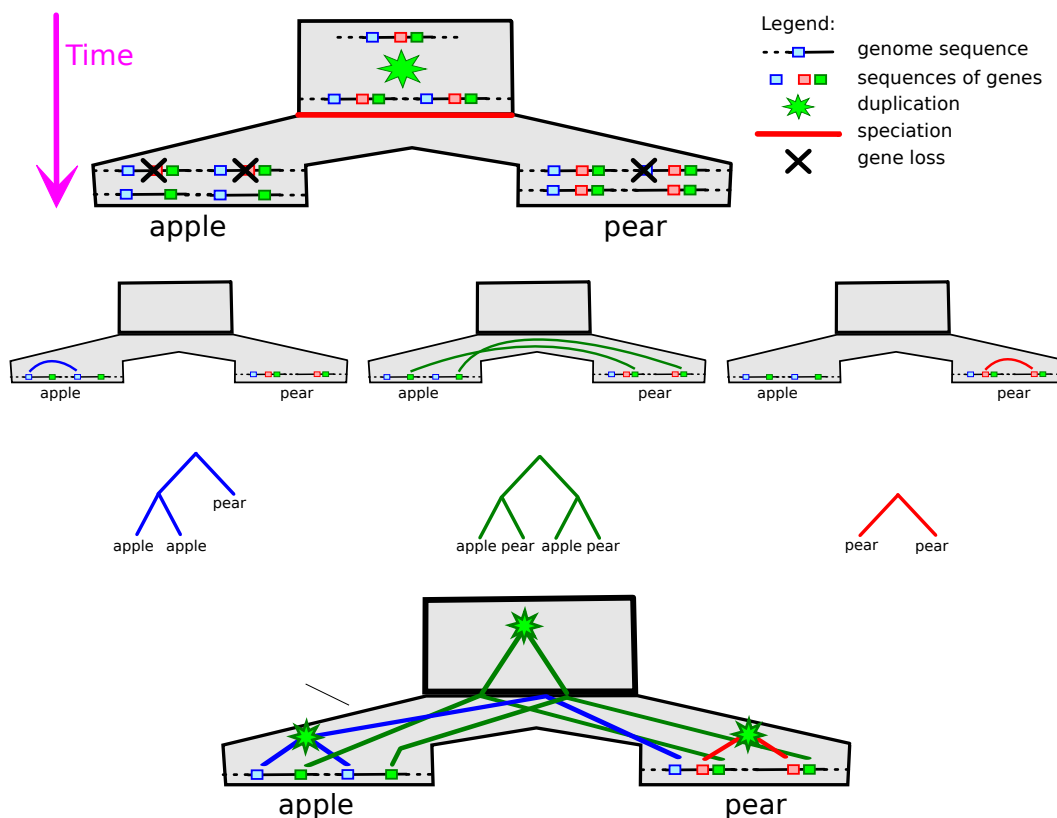 Time
Legend:
genome sequence
sequences of genes
duplication
speciation
gene loss
apple
pear
apple
pear
apple
pear
apple
pear
pear
apple
apple
apple pear apple pear
pear
pear
apple
pear